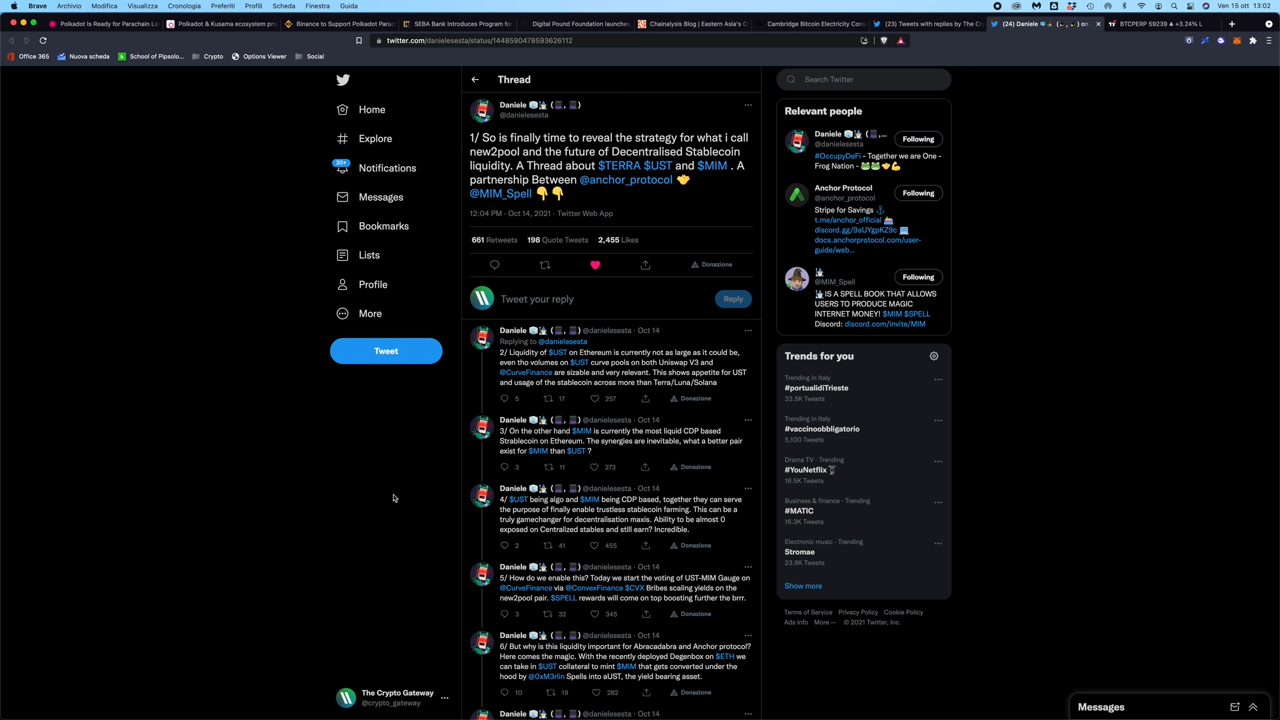 Brave Archivio Modifica Visualizza Cronologia Preferiti Profili Scheda Finestra Guida
Ven 15 ott 13:02
Polkadot is Ready for Parachain La
Polkadot & Kusama ecosystem pro
Binance to Support Polkadot Parac
SEBA Bank Introduces Program for
Digital Pound Foundation launches
Chainalysis Blog | Eastern Asia's C
Cambridge Bitcoin Electricity Cons
(23) Tweets with replies by The Cr
(24) Daniele
on
BTCPERP 59239 ▲ +3.24% L
twitter.com/danielesesta/status/1448590478593626112
Office 365
Nuova scheda
School of Pipsolo...
Crypto
Options Viewer
Social
Home
Explore
20+
Notifications
Messages
Bookmarks
Lists
Profile
More
Tweet
The Crypto Gateway
@crypto_gateway
Thread
Daniele
@danielesesta
1/ So is finally time to reveal the strategy for what i call
new2pool and the future of Decentralised Stablecoin
liquidity. A Thread about $TERRA $UST and $MIM . A
partnership Between @anchor_protocol 🤝
@MIM_Spell 👇👇
12:04 PM · Oct 14, 2021 · Twitter Web App
661 Retweets 198 Quote Tweets 2,455 Likes
Donazione
Tweet your reply
Reply
Daniele @danielesesta · Oct 14
Replying to @danielesesta
2/ Liquidity of $UST on Ethereum is currently not as large as it could be,
even tho volumes on $UST curve pools on both Uniswap V3 and
@CurveFinance are sizable and very relevant. This shows appetite for UST
and usage of the stablecoin across more than Terra/Luna/Solana
5 17 257 Donazione
Daniele @danielesesta · Oct 14
3/ On the other hand $MIM is currently the most liquid CDP based
Strablecoin on Ethereum. The synergies are inevitable, what a better pair
exist for $MIM than $UST ?
3 11 273 Donazione
Daniele @danielesesta · Oct 14
4/ $UST being algo and $MIM being CDP based, together they can serve
the purpose of finally enable trustless stablecoin farming. This can be a
truly gamechanger for decentralisation maxis. Ability to be almost 0
exposed on Centralized stables and still earn? Incredible.
2 41 455 Donazione
Daniele @danielesesta · Oct 14
5/ How do we enable this? Today we start the voting of UST-MIM Gauge on
@CurveFinance via @ConvexFinance $CVX Bribes scaling yields on the
new2pool pair. $SPELL rewards will come on top boosting further the brrr.
3 32 345 Donazione
Daniele @danielesesta · Oct 14
6/ But why is this liquidity important for Abracadabra and Anchor protocol?
Here comes the magic. With the recently deployed Degenbox on $ETH we
can take in $UST collateral to mint $MIM that gets converted under the
hood by @0xM3rlin Spells into aUST, the yield bearing asset.
10 19 282 Donazione
Daniele @danielesesta · Oct 14
Search Twitter
Relevant people
Daniele
@danielesesta
Following
#OccupyDeFi - Together we are One -
Frog Nation - 🐸🐸🤝💪
Anchor Protocol
@anchor_protocol
Following
Stripe for Savings ⚓
t.me/anchor_official
discord.gg/9aUYgpKZ9c
docs.anchorprotocol.com/user-
guide/web...
@MIM_Spell
Following
IS A SPELL BOOK THAT ALLOWS
USERS TO PRODUCE MAGIC
INTERNET MONEY! $MIM $SPELL
Discord: discord.com/invite/MIM
Trends for you
Trending in Italy
#portualidiTrieste
33.5K Tweets
Trending in Italy
#vaccinoobbligatorio
5,100 Tweets
Drama TV · Trending
#YouNetflix
16.5K Tweets
Business & finance · Trending
#MATIC
16.3K Tweets
Electronic music · Trending
Stromae
23.9K Tweets
Show more
Terms of Service Privacy Policy Cookie Policy
Ads info More ··· © 2021 Twitter, Inc.
Messages